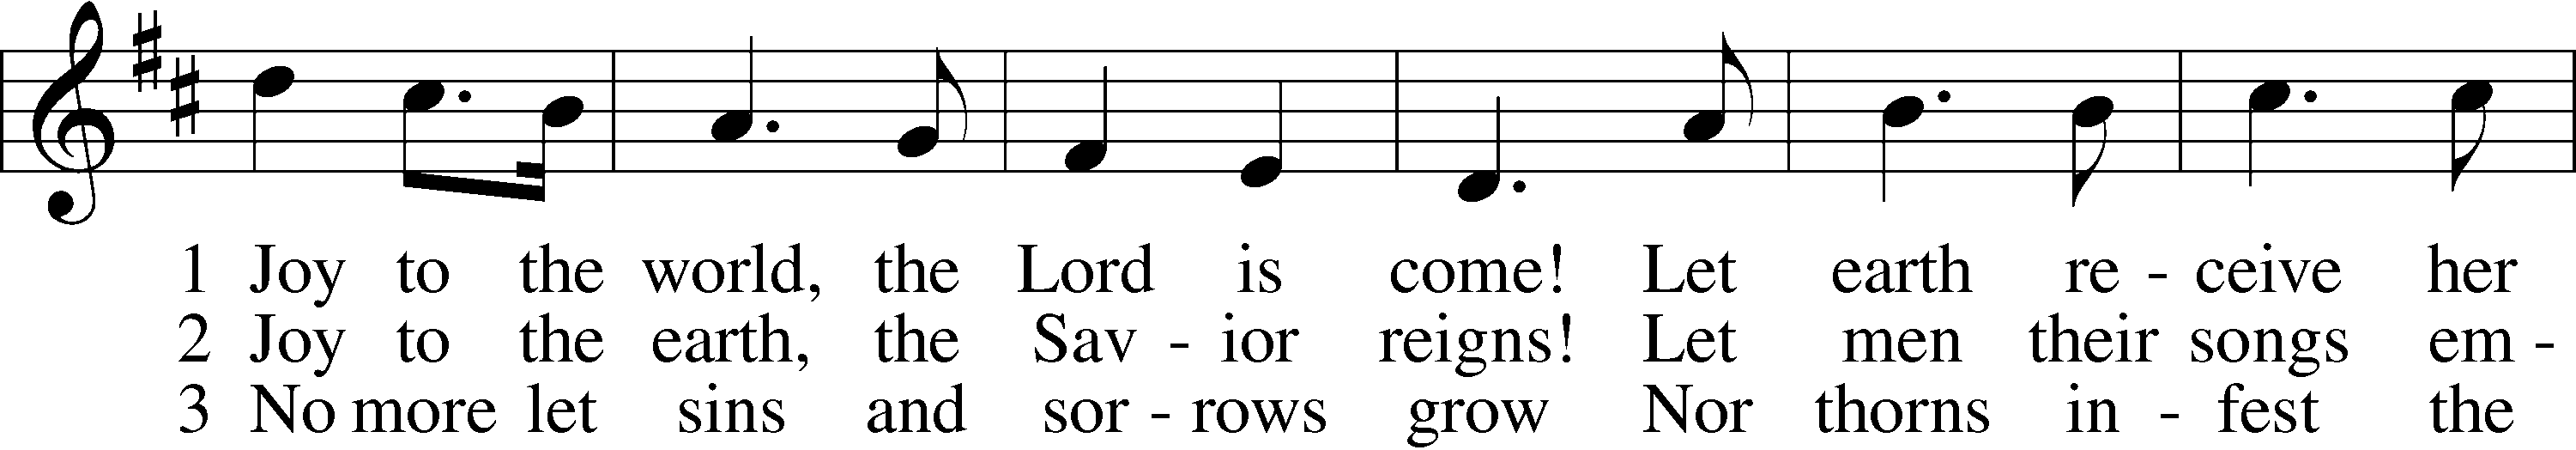 1 Joy to the world, the Lord is come! Let earth re - ceive her
2 Joy to the earth, the Sav - ior reigns! Let men their songs em -
3 No more let sins and sor - rows grow Nor thorns in - fest the